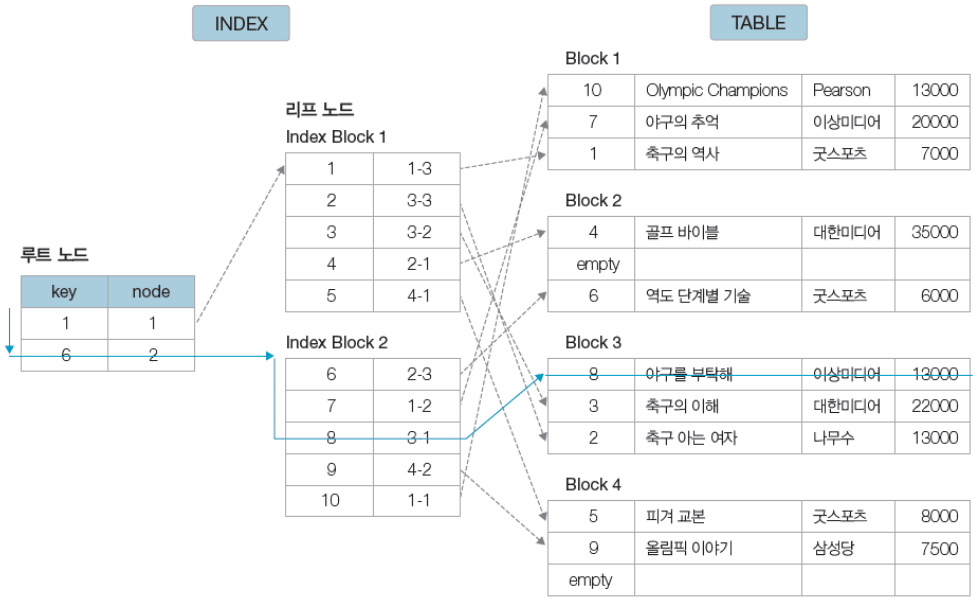 INDEX
TABLE
루트 노드
key node
1 1
6 2
리프 노드
Index Block 1
1 1-3
2 3-3
3 3-2
4 2-1
5 4-1
Index Block 2
6 2-3
7 1-2
8 3-1
9 4-2
10 1-1
Block 1
10 Olympic Champions Pearson 13000
7 야구의 추억 이상미디어 20000
1 축구의 역사 굿스포츠 7000
Block 2
4 골프 바이블 대한미디어 35000
empty
6 역도 단계별 기술 굿스포츠 6000
Block 3
8 야구를 부탁해 이상미디어 13000
3 축구의 이해 대한미디어 22000
2 축구 아는 여자 나무수 13000
Block 4
5 피겨 교본 굿스포츠 8000
9 올림픽 이야기 삼성당 7500
empty